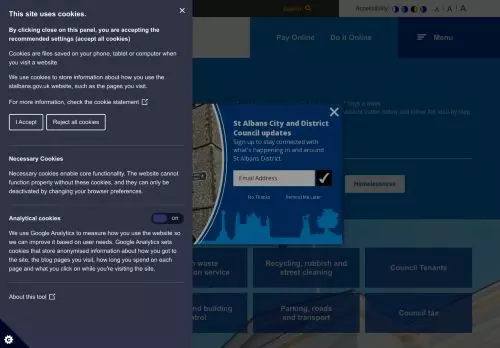 This site uses cookies.
By clicking close on this panel, you are accepting the
recommended settings (accept all cookies)
Cookies are files saved on your phone, tablet or computer when
you visit a website.
We use cookies to store information about how you use the
stalbans.gov.uk website, such as the pages you visit.
For more information, check the cookie statement
I Accept
Reject all cookies
Necessary Cookies
Necessary cookies enable core functionality. The website cannot
function properly without these cookies, and they can only be
deactivated by changing your browser preferences.
Analytical cookies
Off
We use Google Analytics to measure how you use the website so
we can improve it based on user needs. Google Analytics sets
cookies that store anonymised information about how you got to
the site, the blog pages you visit, how long you spend on each
page and what you click on while you're visiting the site.
About this tool
Search
Accessibility
A A A
Pay Online
Do it Online
Menu
St Albans City and District
Council updates
Sign up to stay connected with
what's happening in and around
St Albans District.
Email Address
No Thanks
Remind Me Later
Homelessness
waste
service
Recycling, rubbish and
street cleaning
Council Tenants
and building
Parking, roads
and transport
Council tax